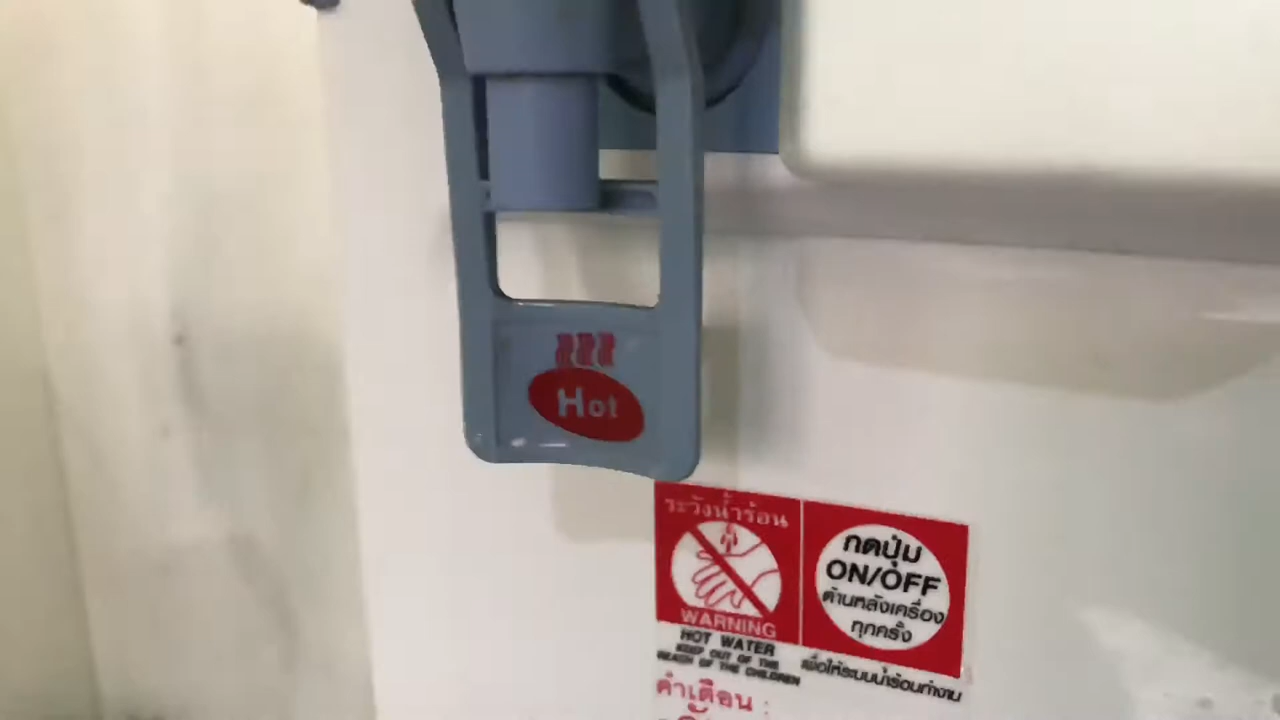 Hot
ระวังน้ำร้อน
WARNING
HOT WATER
KEEP OUT OF THE
REACH OF THE CHILDREN
กดปุ่ม
ON/OFF
ด้านหลังเครื่อง
ทุกครั้ง
เพื่อให้ระบบน้ำร้อนทำงาน
คำเตือน :